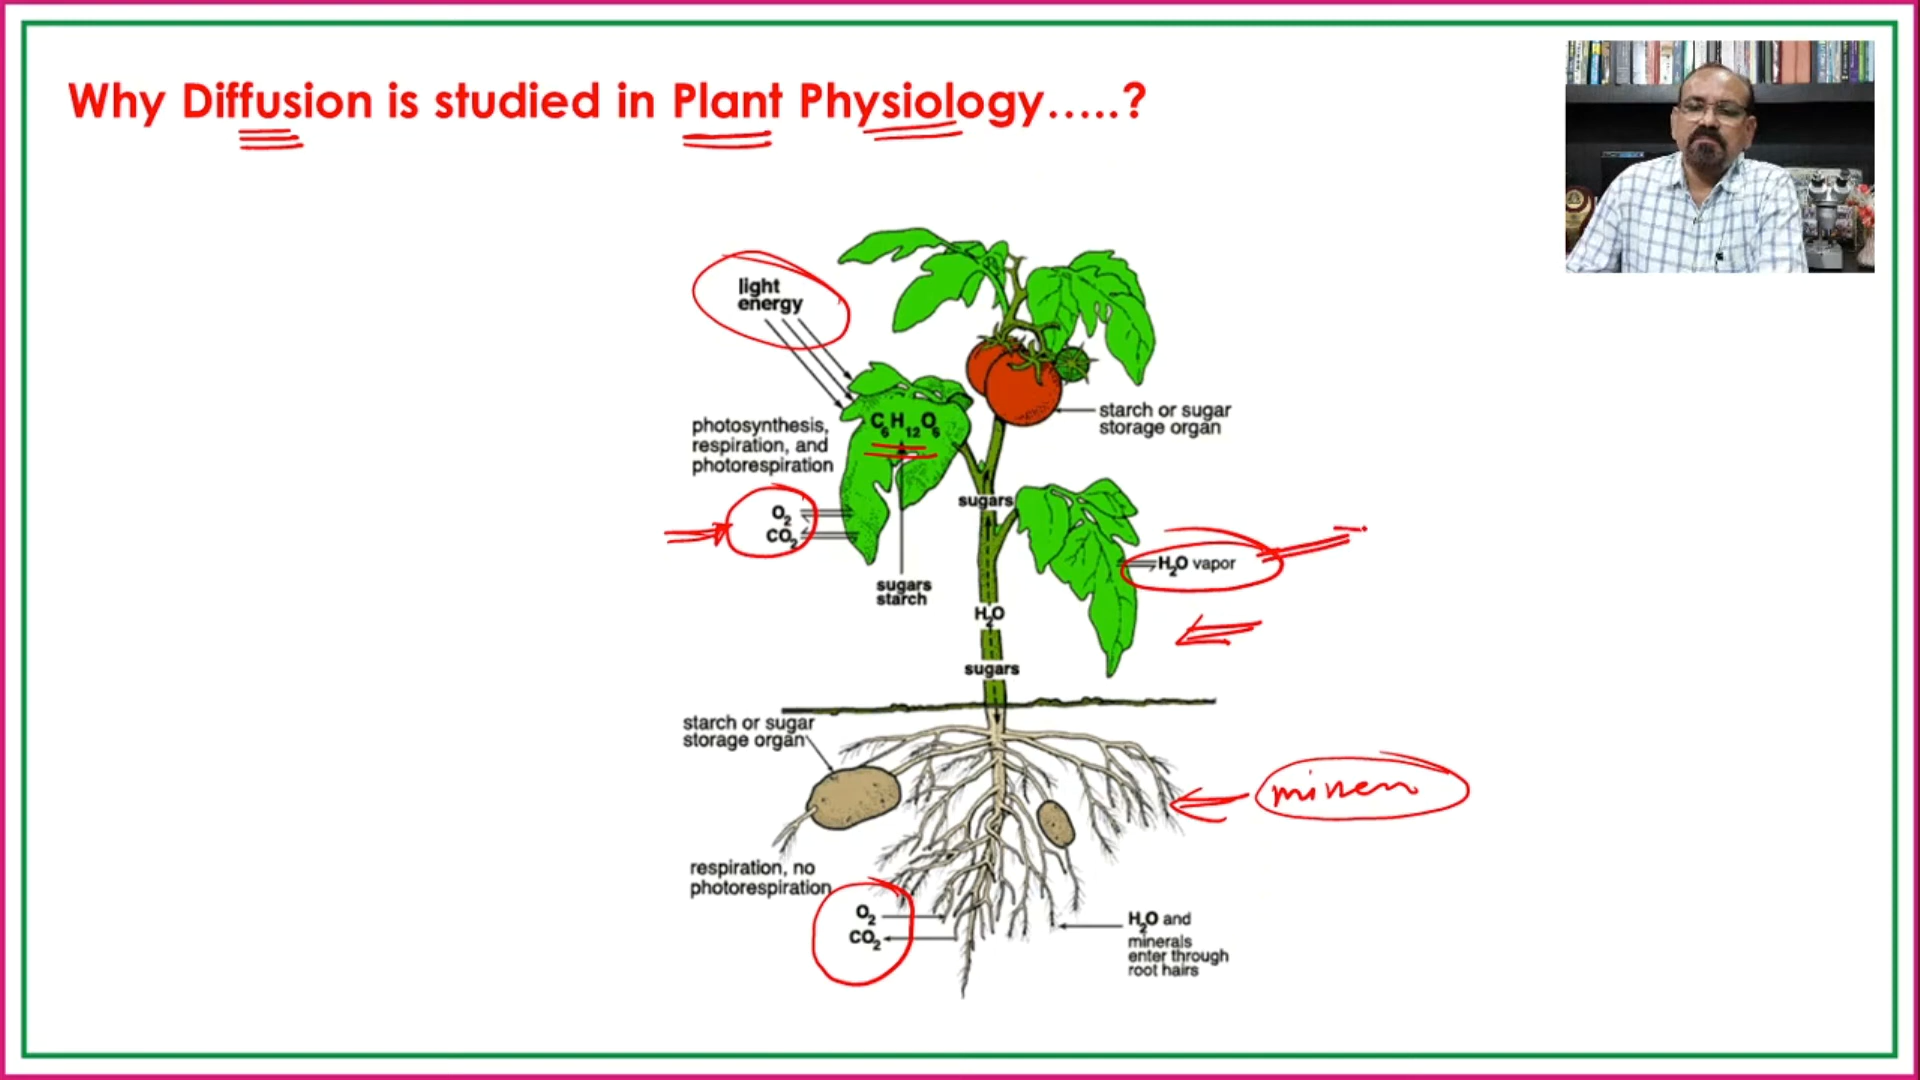 Why Diffusion is studied in Plant Physiology.....?
light
energy
C6H12O6
photosynthesis,
respiration, and
photorespiration
O2
CO2
sugars
starch
starch or sugar
storage organ
sugars
H2O vapor
H2O
sugars
starch or sugar
storage organ
respiration, no
photorespiration
O2
CO2
H2O and
minerals
enter through
root hairs